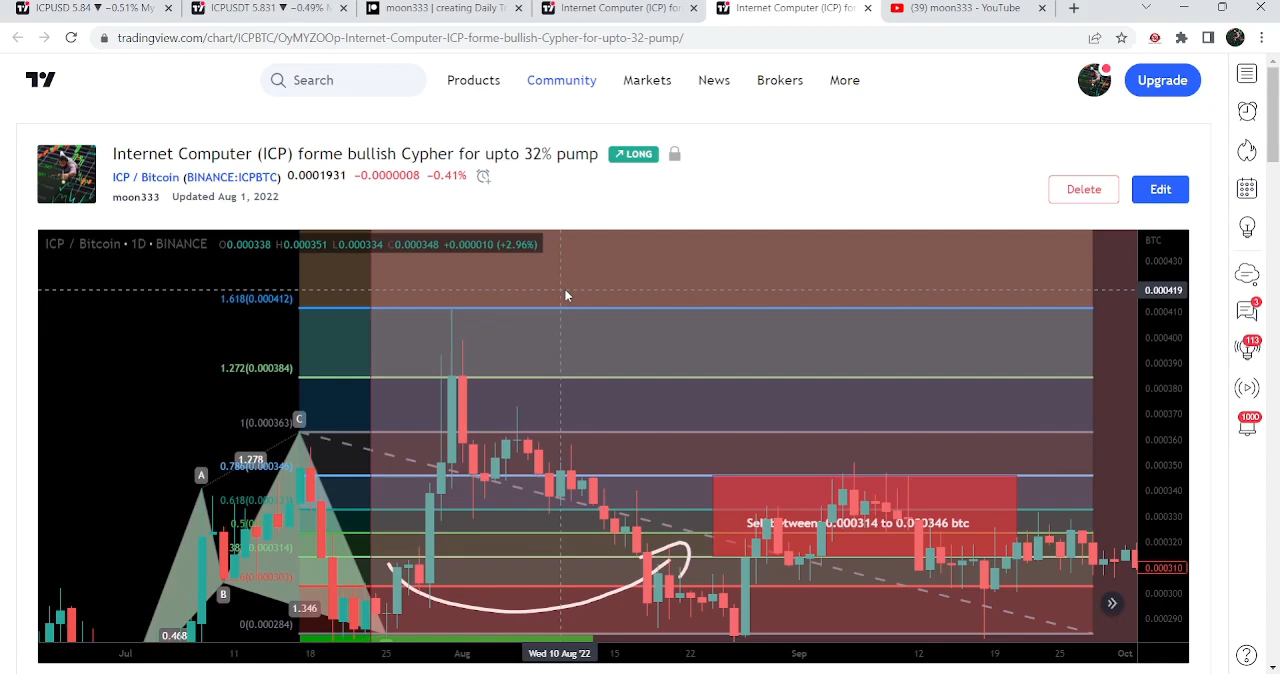 ICPUSD 5.84 ▼ −0.51% My
ICPUSDT 5.831 ▼ −0.49%
moon333 | creating Daily T
Internet Computer (ICP) for
Internet Computer (ICP) for
(39) moon333 - YouTube
tradingview.com/chart/ICPBTC/OyMYZOOp-Internet-Computer-ICP-forme-bullish-Cypher-for-upto-32-pump/
Search
Products
Community
Markets
News
Brokers
More
Upgrade
Internet Computer (ICP) forme bullish Cypher for upto 32% pump
LONG
ICP / Bitcoin (BINANCE:ICPBTC) 0.0001931 −0.0000008 −0.41%
moon333 Updated Aug 1, 2022
Delete
Edit
ICP / Bitcoin • 1D • BINANCE O0.000338 H0.000351 L0.000334 C0.000348 +0.000010 (+2.96%)
BTC
0.000430
0.000419
0.000410
0.000400
0.000390
0.000380
0.000370
0.000360
0.000350
0.000340
0.000330
0.000320
0.000310
0.000300
0.000290
1.618(0.000412)
1.272(0.000384)
1(0.000363)
C
1.278
A
B
1.346
0(0.000284)
0.468
Sell between: 0.000314 to 0.000346 btc
Jul
11
18
25
Aug
Wed 10 Aug '22
15
22
Sep
12
19
25
Oct
3
113
1000